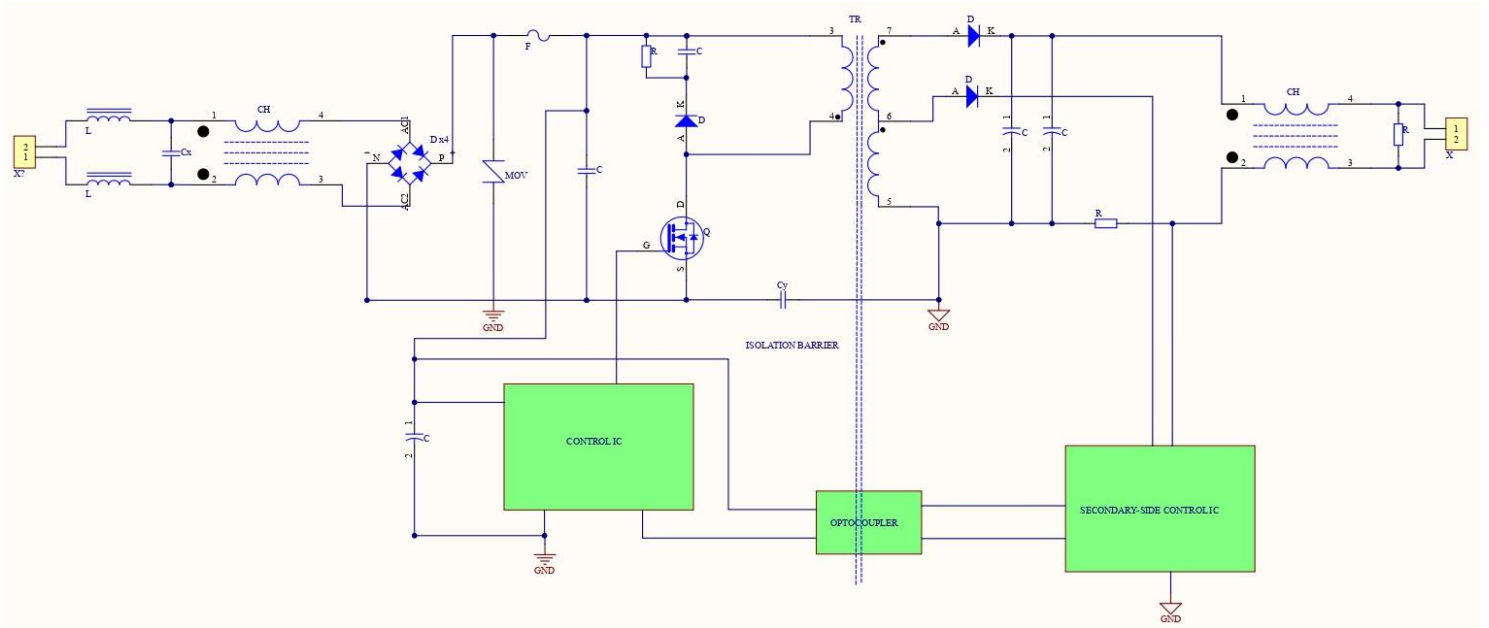 TR
3
7
D
A
K
F
R
C
CH
L
1
4
AC1
K
D
A
4
6
D
A
K
1
C
2
1
C
2
CH
1
4
R
1
2
X
2
1
X?
Cx
D x4
-
N
P
+
MOV
C
2
3
L
AC2
2
3
5
D
Q
G
S
R
Cy
GND
GND
ISOLATION BARRIER
1
C
2
CONTROL IC
OPTOCOUPLER
SECONDARY-SIDE CONTROL IC
GND
GND